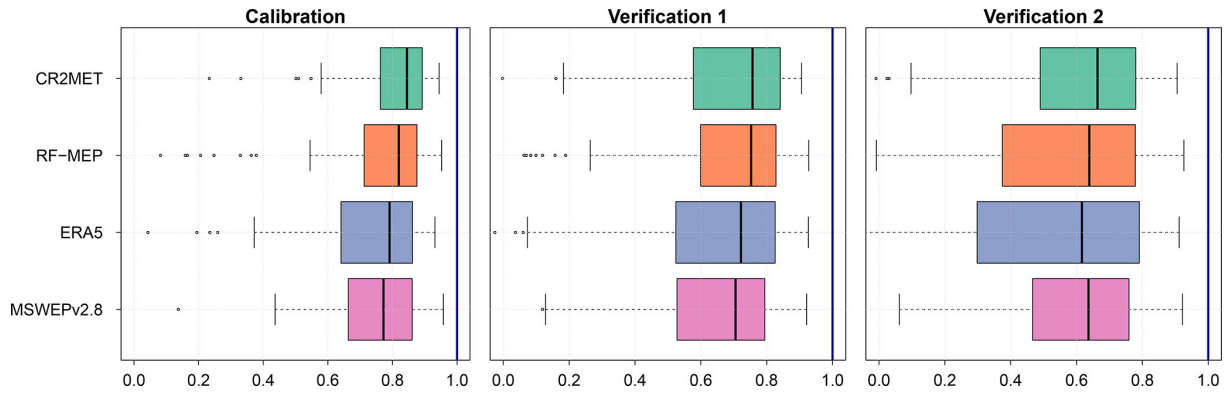 Calibration Verification 1 Verification 2
CR2MET
RF−MEP
ERA5
MSWEPv2.8
0.0 0.2 0.4 0.6 0.8 1.0 0.0 0.2 0.4 0.6 0.8 1.0 0.0 0.2 0.4 0.6 0.8 1.0